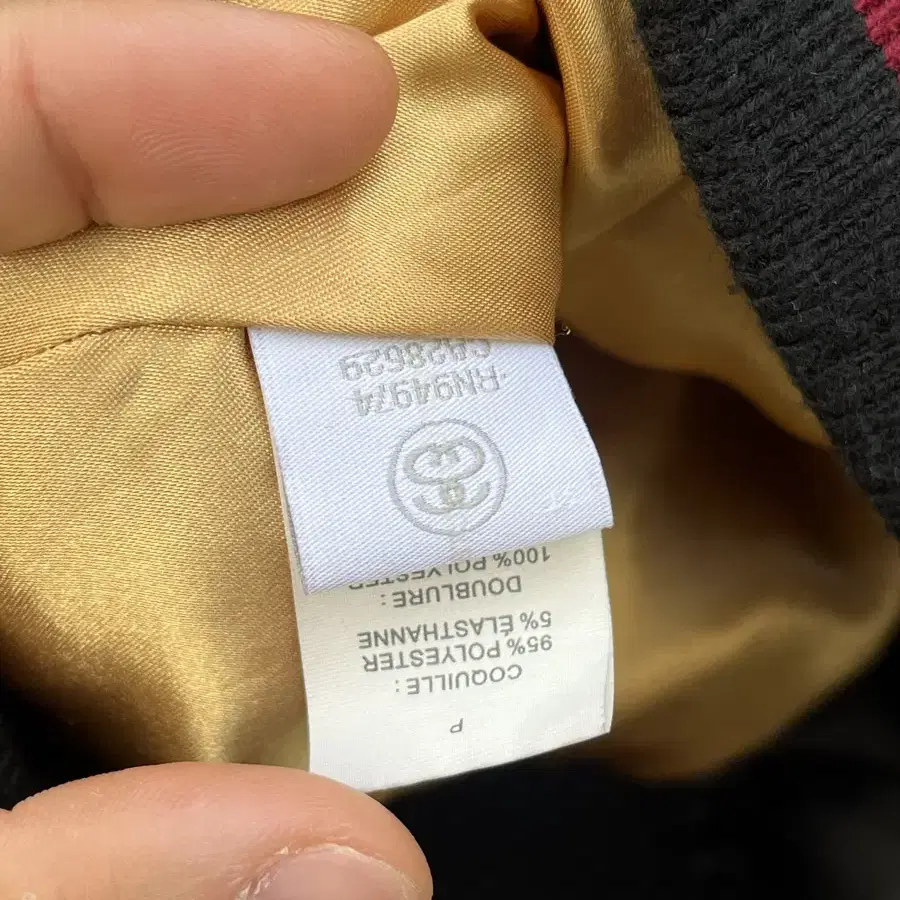 P
COQUILLE :
95% POLYESTER
5% ÉLASTHANNE
DOUBLURE :
100% POLYESTER
RN94974
CA28629